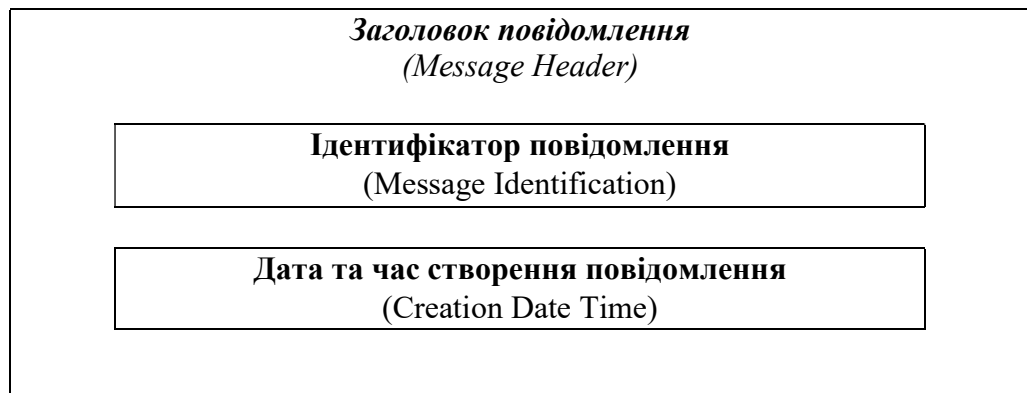 Заголовок повідомлення
(Message Header)
Ідентифікатор повідомлення
(Message Identification)
Дата та час створення повідомлення
(Creation Date Time)